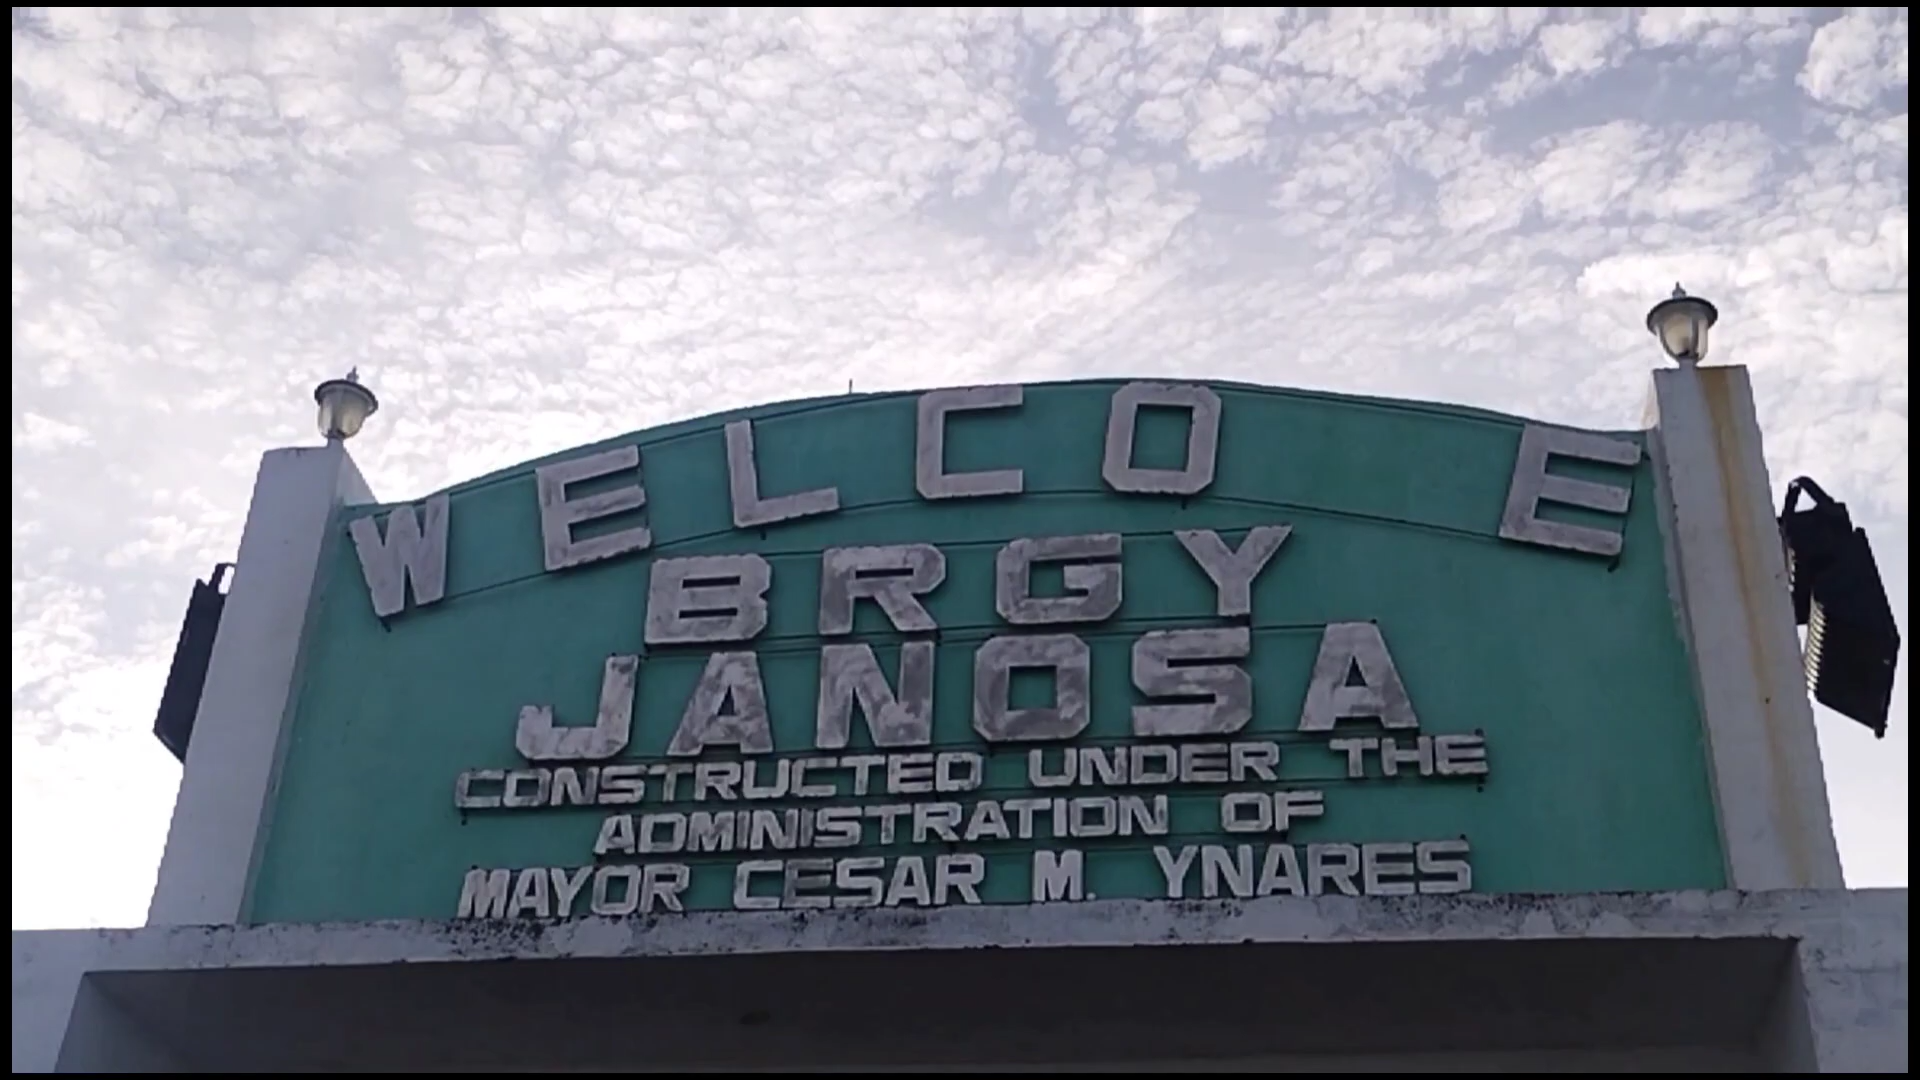 WELCO E
BRGY
JANOSA
CONSTRUCTED UNDER THE
ADMINISTRATION OF
MAYOR CESAR M. YNARES